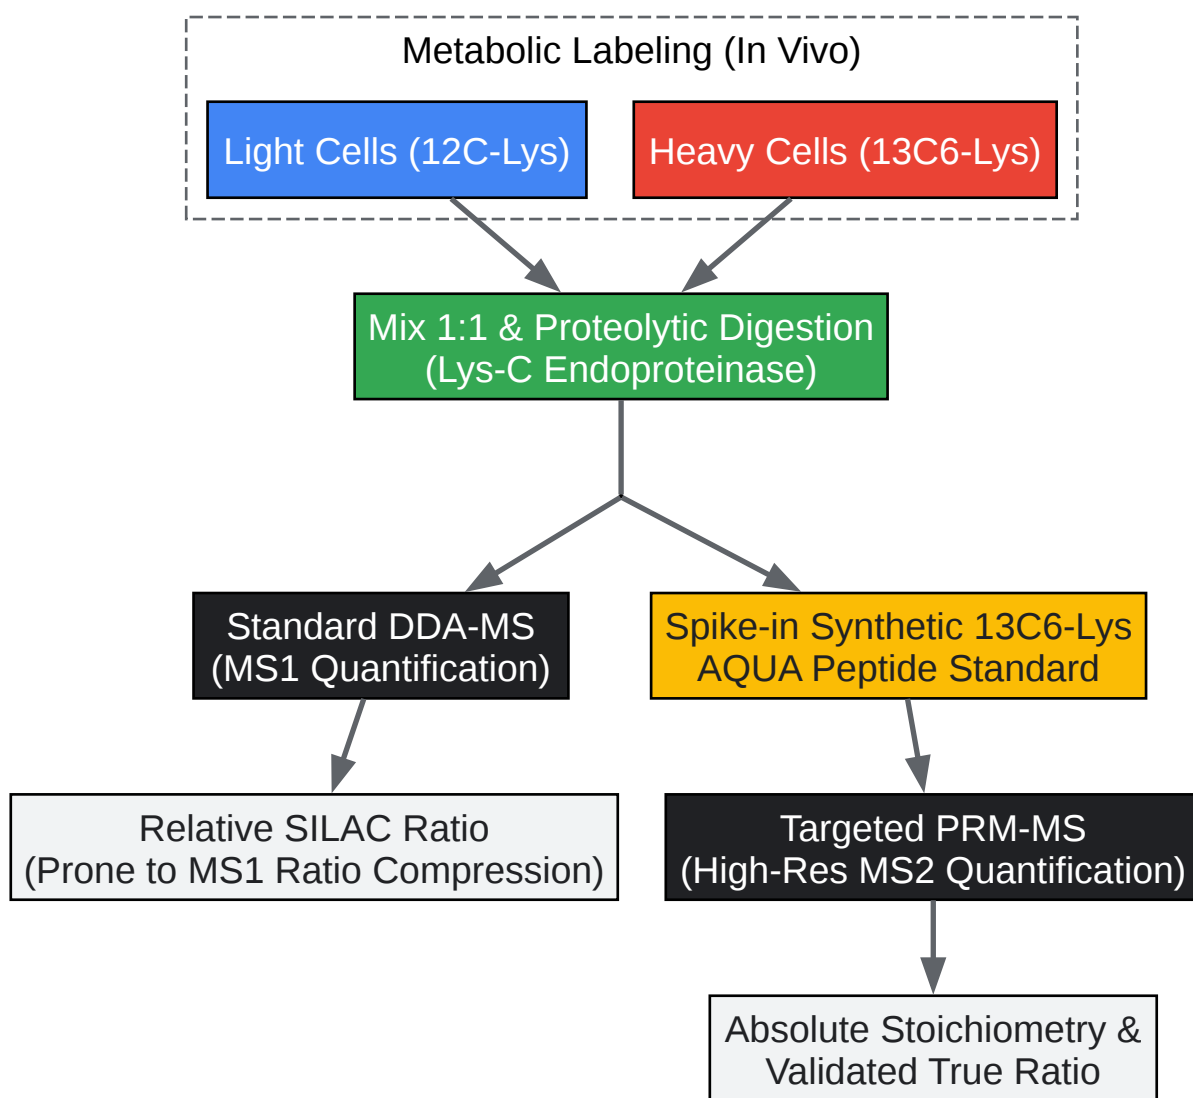 Metabolic Labeling (In Vivo)
Light Cells (12C-Lys)
Heavy Cells (13C6-Lys)
Mix 1:1 & Proteolytic Digestion
(Lys-C Endoproteinase)
Standard DDA-MS
(MS1 Quantification)
Spike-in Synthetic 13C6-Lys
AQUA Peptide Standard
Relative SILAC Ratio
(Prone to MS1 Ratio Compression)
Targeted PRM-MS
(High-Res MS2 Quantification)
Absolute Stoichiometry &
Validated True Ratio